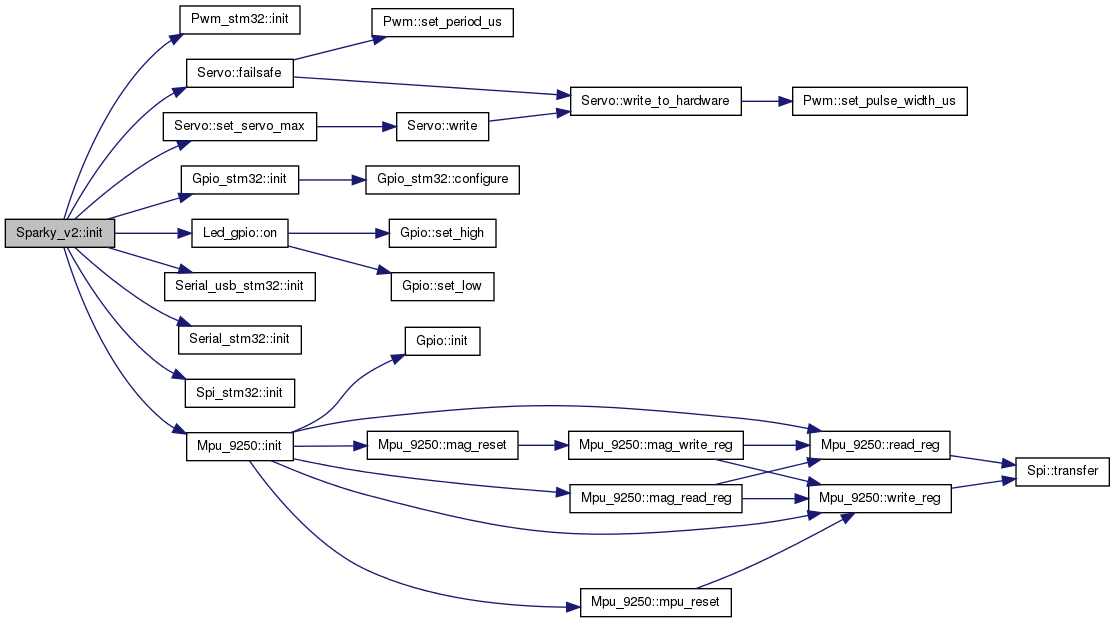 Pwm_stm32::init
Pwm::set_period_us
Servo::failsafe
Servo::write_to_hardware
Pwm::set_pulse_width_us
Servo::set_servo_max
Servo::write
Gpio_stm32::init
Gpio_stm32::configure
Sparky_v2::init
Led_gpio::on
Gpio::set_high
Serial_usb_stm32::init
Gpio::set_low
Serial_stm32::init
Gpio::init
Spi_stm32::init
Mpu_9250::init
Mpu_9250::mag_reset
Mpu_9250::mag_write_reg
Mpu_9250::read_reg
Spi::transfer
Mpu_9250::mag_read_reg
Mpu_9250::write_reg
Mpu_9250::mpu_reset